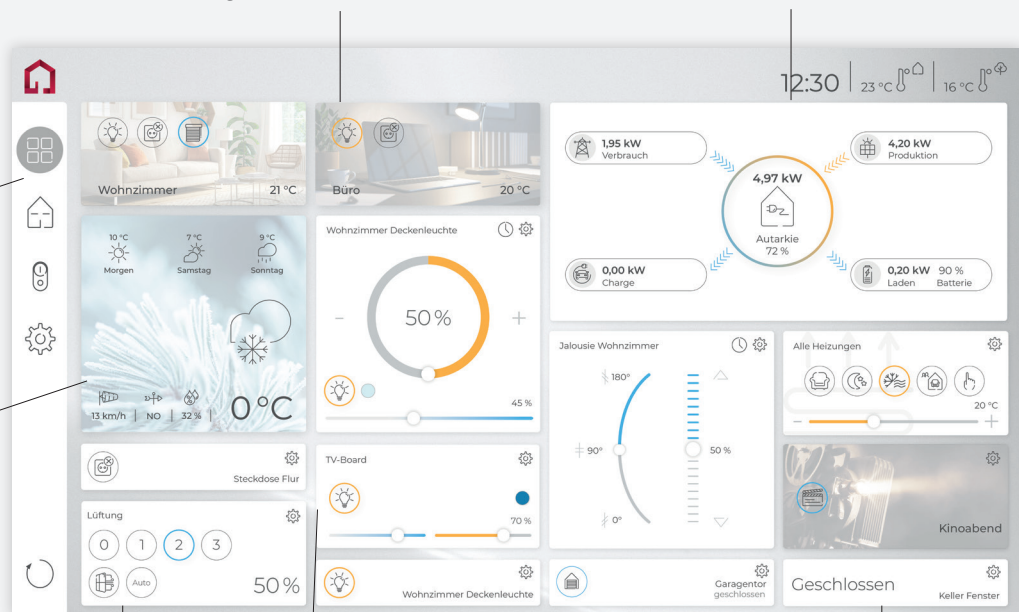 12:30
23 °C
16 °C
Wohnzimmer
21 °C
Büro
20 °C
1,95 kW
Verbrauch
4,20 kW
Produktion
4,97 kW
Autarkie
72 %
0,00 kW
Charge
0,20 kW 90 %
Laden Batterie
10 °C
Morgen
7 °C
Samstag
9 °C
Sonntag
13 km/h
NO
32 %
0 °C
Wohnzimmer Deckenleuchte
50 %
45 %
Jalousie Wohnzimmer
180°
90°
0°
50 %
Alle Heizungen
20 °C
Steckdose Flur
TV-Board
70 %
Kinoabend
Lüftung
0
1
2
3
Auto
50 %
Wohnzimmer Deckenleuchte
Garagentor
geschlossen
Geschlossen
Keller Fenster